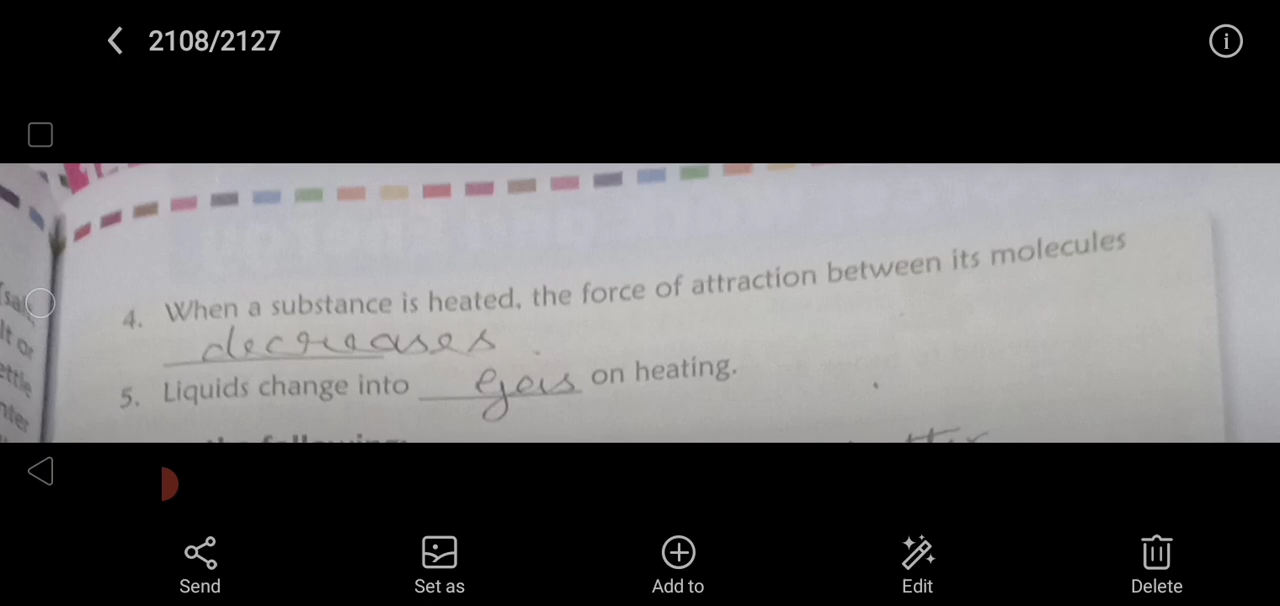 2108/2127
4. When a substance is heated, the force of attraction between its molecules
decreases.
5. Liquids change into gas on heating.
Send Set as Add to Edit Delete